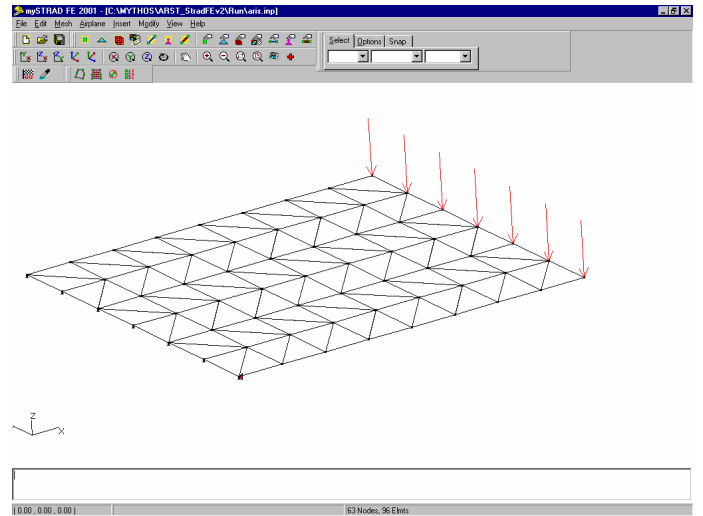 mySTRAD FE 2001 - [C:\MYTHOS\ARST_StradFEv2\Run\aris.inp]
File Edit Mesh Airplane Insert Modify View Help
Select Options Snap
Z
X
(0.00 , 0.00 , 0.00 )
63 Nodes, 96 Elmts